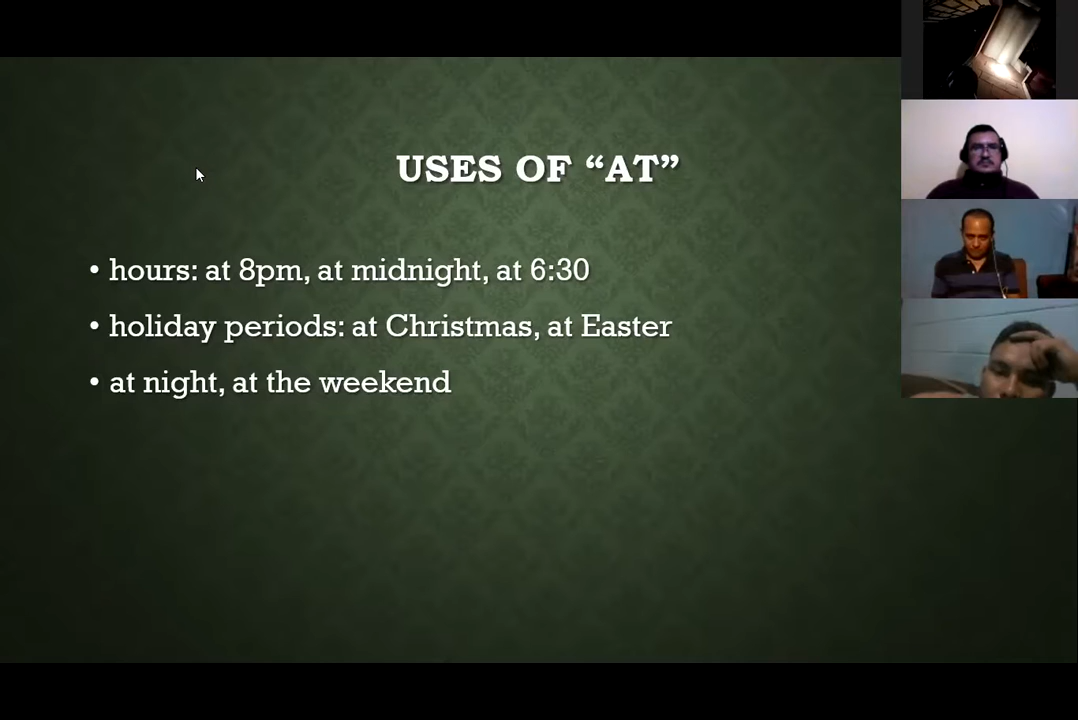 USES OF “AT”
• hours: at 8pm, at midnight, at 6:30
• holiday periods: at Christmas, at Easter
• at night, at the weekend